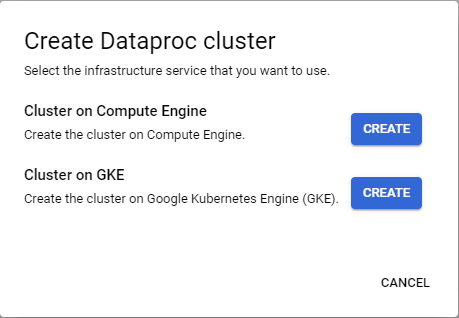 Create Dataproc cluster
Select the infrastructure service that you want to use.
Cluster on Compute Engine
Create the cluster on Compute Engine.
CREATE
Cluster on GKE
Create the cluster on Google Kubernetes Engine (GKE).
CREATE
CANCEL